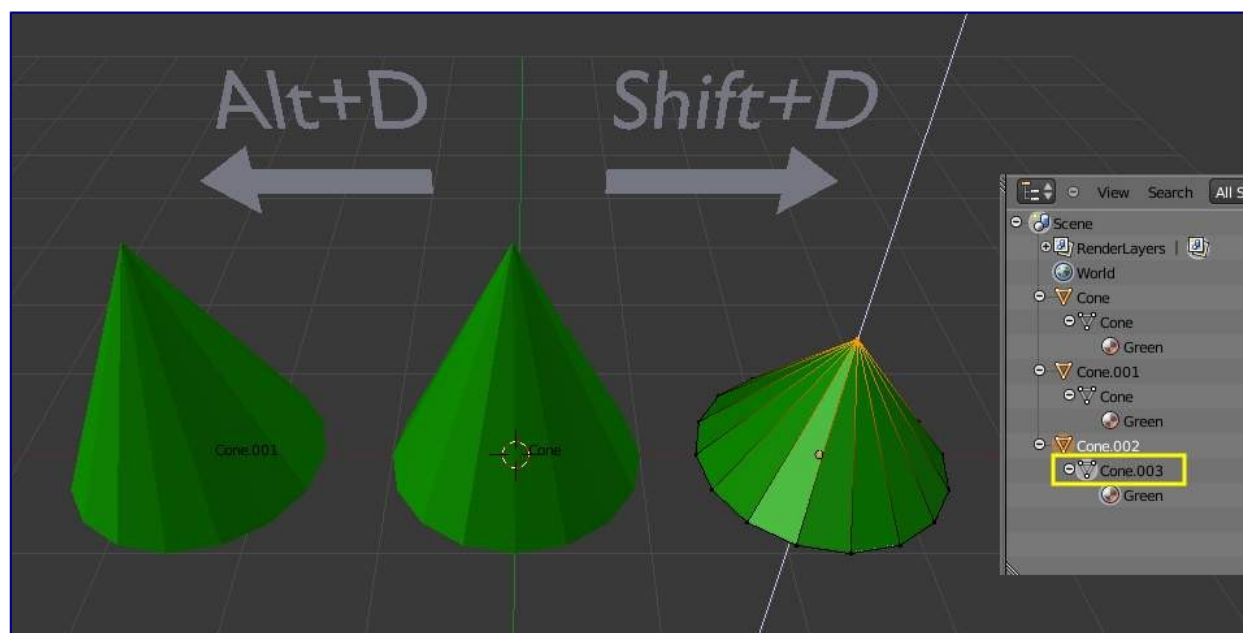 Alt+D
Shift+D
View Search All S
Scene
RenderLayers |
World
Cone
Cone
Green
Cone.001
Cone
Green
Cone.002
Cone.003
Green
Cone.001
Cone